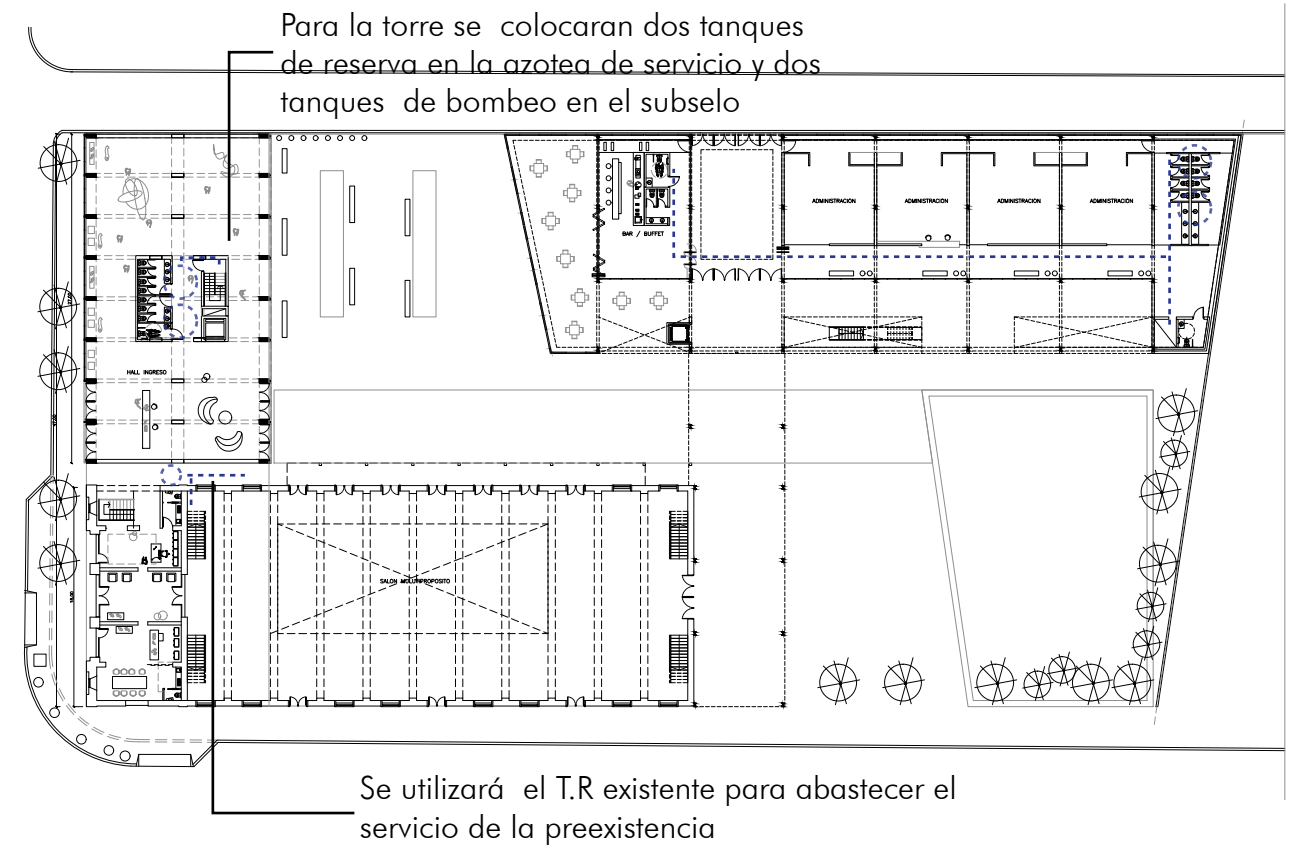 Para la torre se colocaran dos tanques
de reserva en la azotea de servicio y dos
tanques de bombeo en el subselo
ADMINISTRACION
ADMINISTRACION
ADMINISTRACION
ADMINISTRACION
BAR / BUFFET
HALL INGRESO
SALON MULTIPROPOSITO
Se utilizará el T.R existente para abastecer el
servicio de la preexistencia